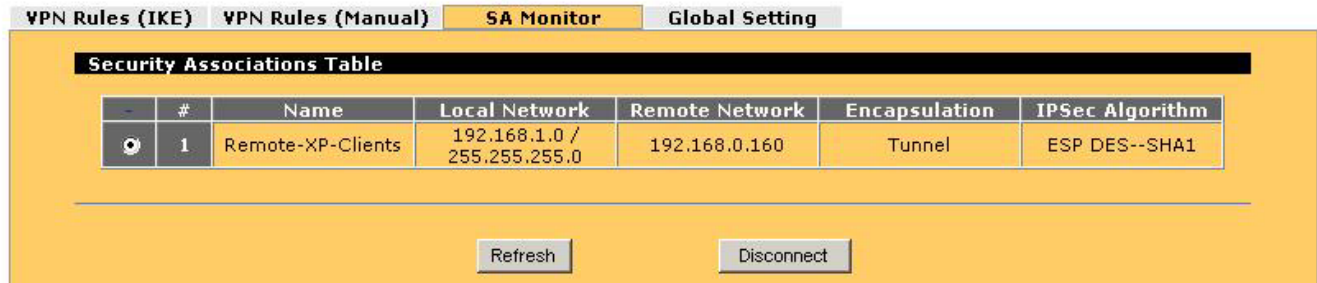 VPN Rules (IKE) VPN Rules (Manual) SA Monitor Global Setting
Security Associations Table
- # Name Local Network Remote Network Encapsulation IPSec Algorithm
1 Remote-XP-Clients 192.168.1.0 / 255.255.255.0 192.168.0.160 Tunnel ESP DES--SHA1
Refresh Disconnect